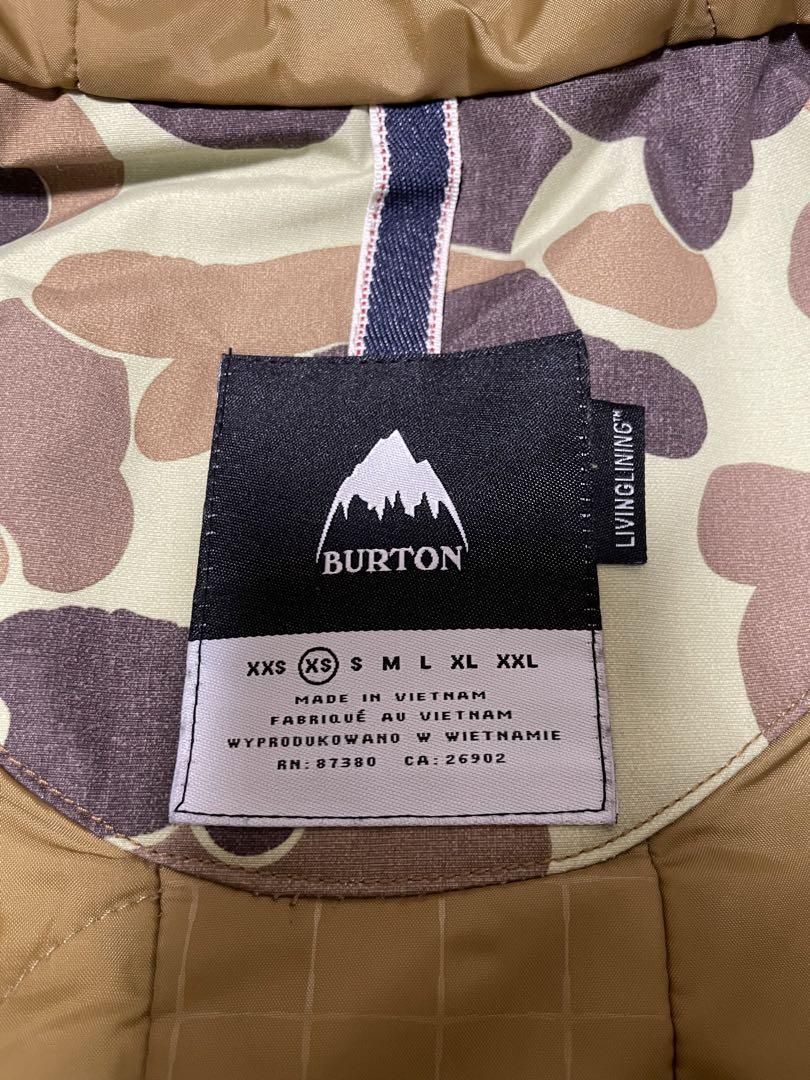 BURTON
LIVINGLINING™
XXS XS S M L XL XXL
MADE IN VIETNAM
FABRIQUÉ AU VIETNAM
WYPRODUKOWANO W WIETNAMIE
RN: 87380 CA: 26902